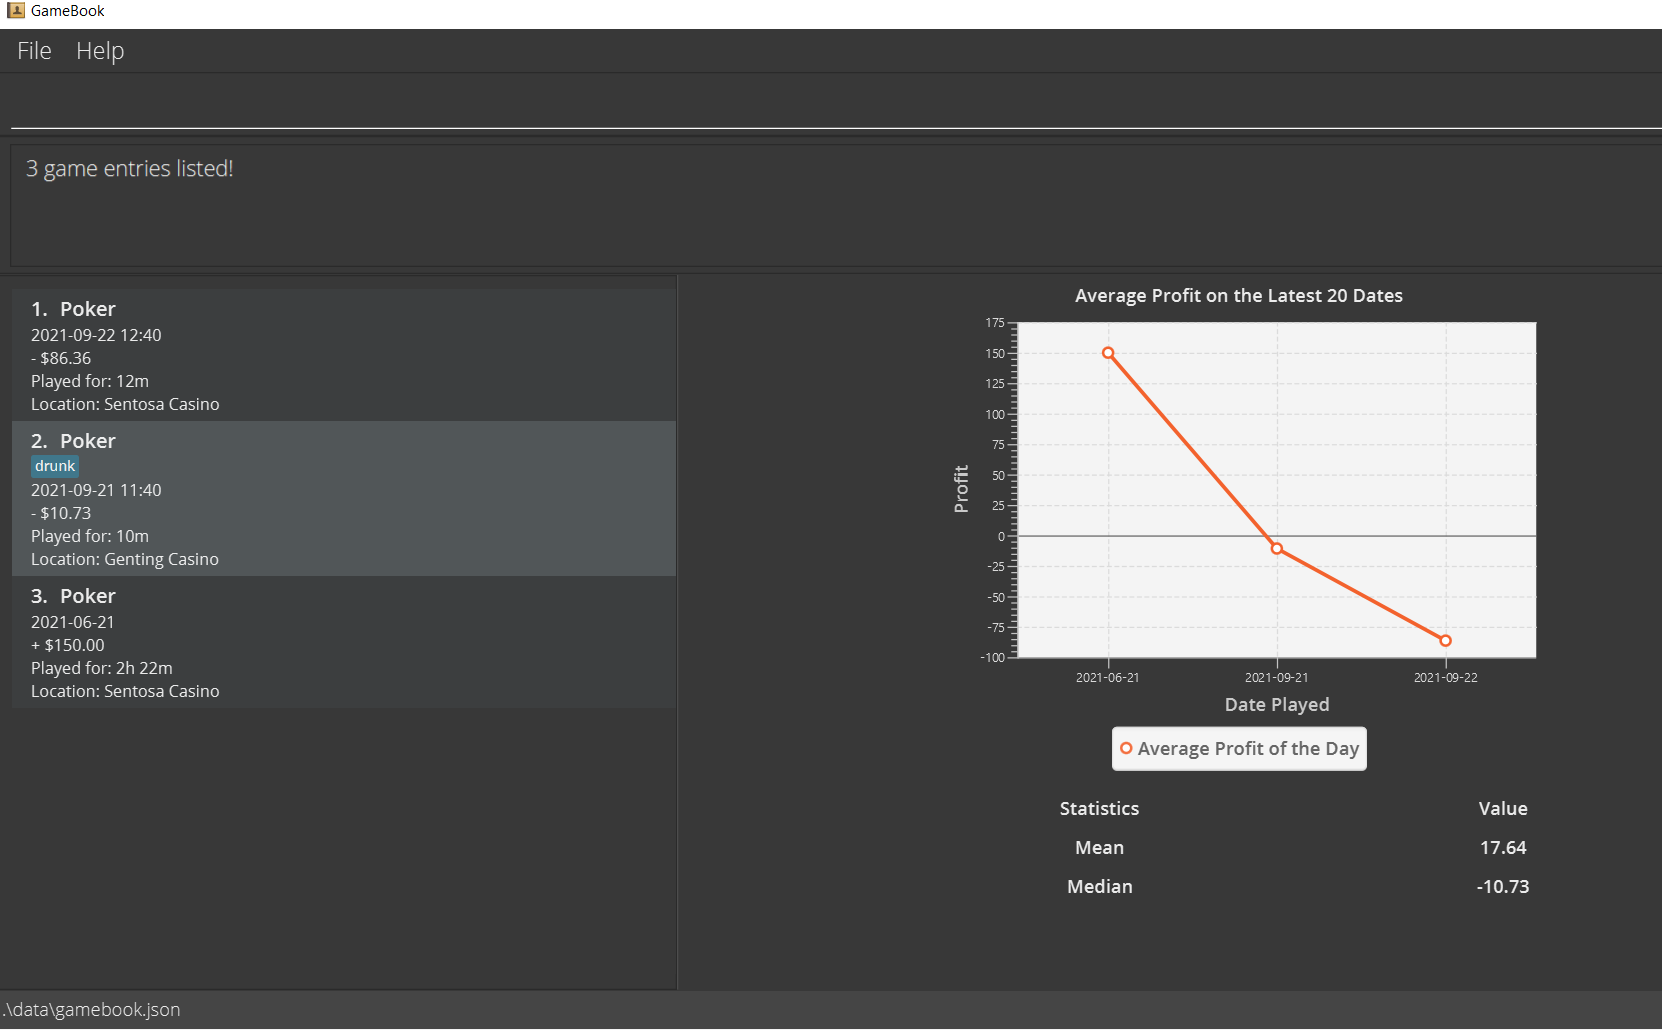 GameBook
File Help
3 game entries listed!
1. Poker
2021-09-22 12:40
- $86.36
Played for: 12m
Location: Sentosa Casino
2. Poker
drunk
2021-09-21 11:40
- $10.73
Played for: 10m
Location: Genting Casino
3. Poker
2021-06-21
+ $150.00
Played for: 2h 22m
Location: Sentosa Casino
Average Profit on the Latest 20 Dates
175
150
125
100
75
50
25
0
-25
-50
-75
-100
Profit
2021-06-21 2021-09-21 2021-09-22
Date Played
Average Profit of the Day
Statistics Value
Mean 17.64
Median -10.73
.\data\gamebook.json